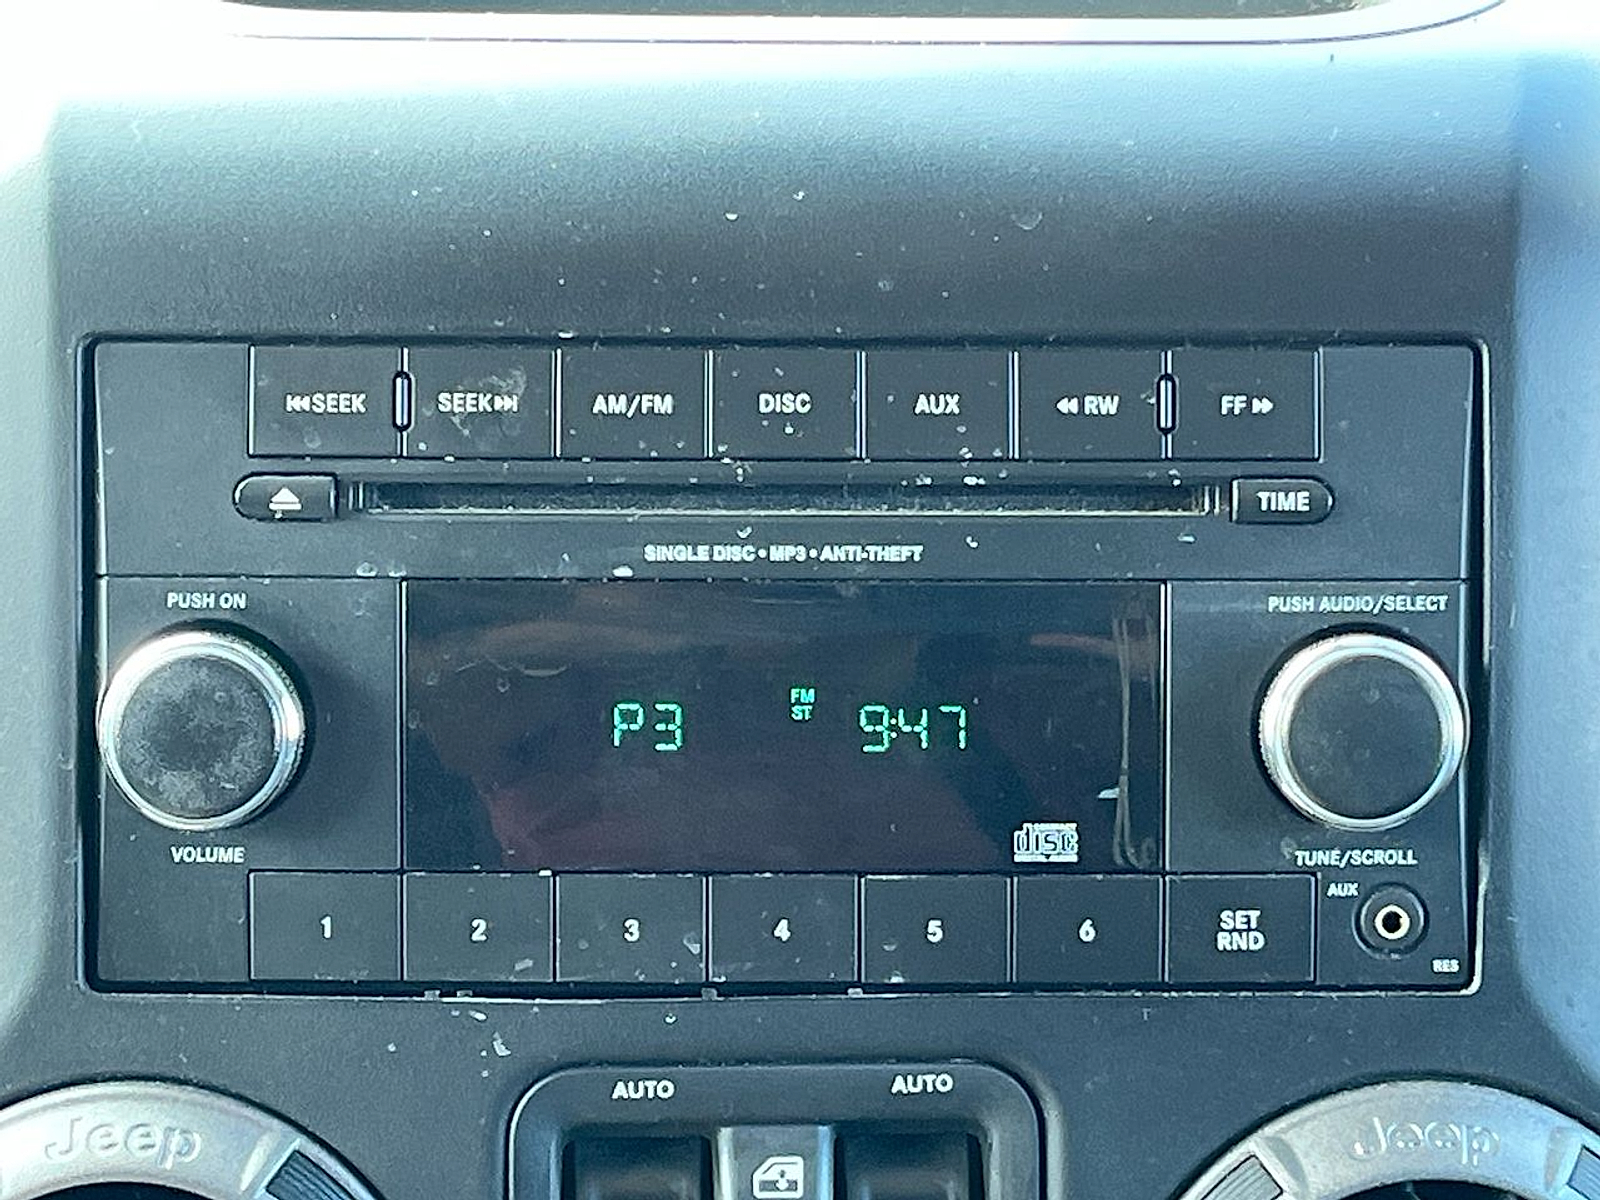 SEEK
SEEK
AM/FM
DISC
AUX
RW
FF
TIME
SINGLE DISC • MP3 • ANTI-THEFT
PUSH ON
PUSH AUDIO/SELECT
FM
ST
P3
9:47
COMPACT
disc
VOLUME
TUNE/SCROLL
AUX
1
2
3
4
5
6
SET
RND
RES
AUTO
AUTO
Jeep
Jeep